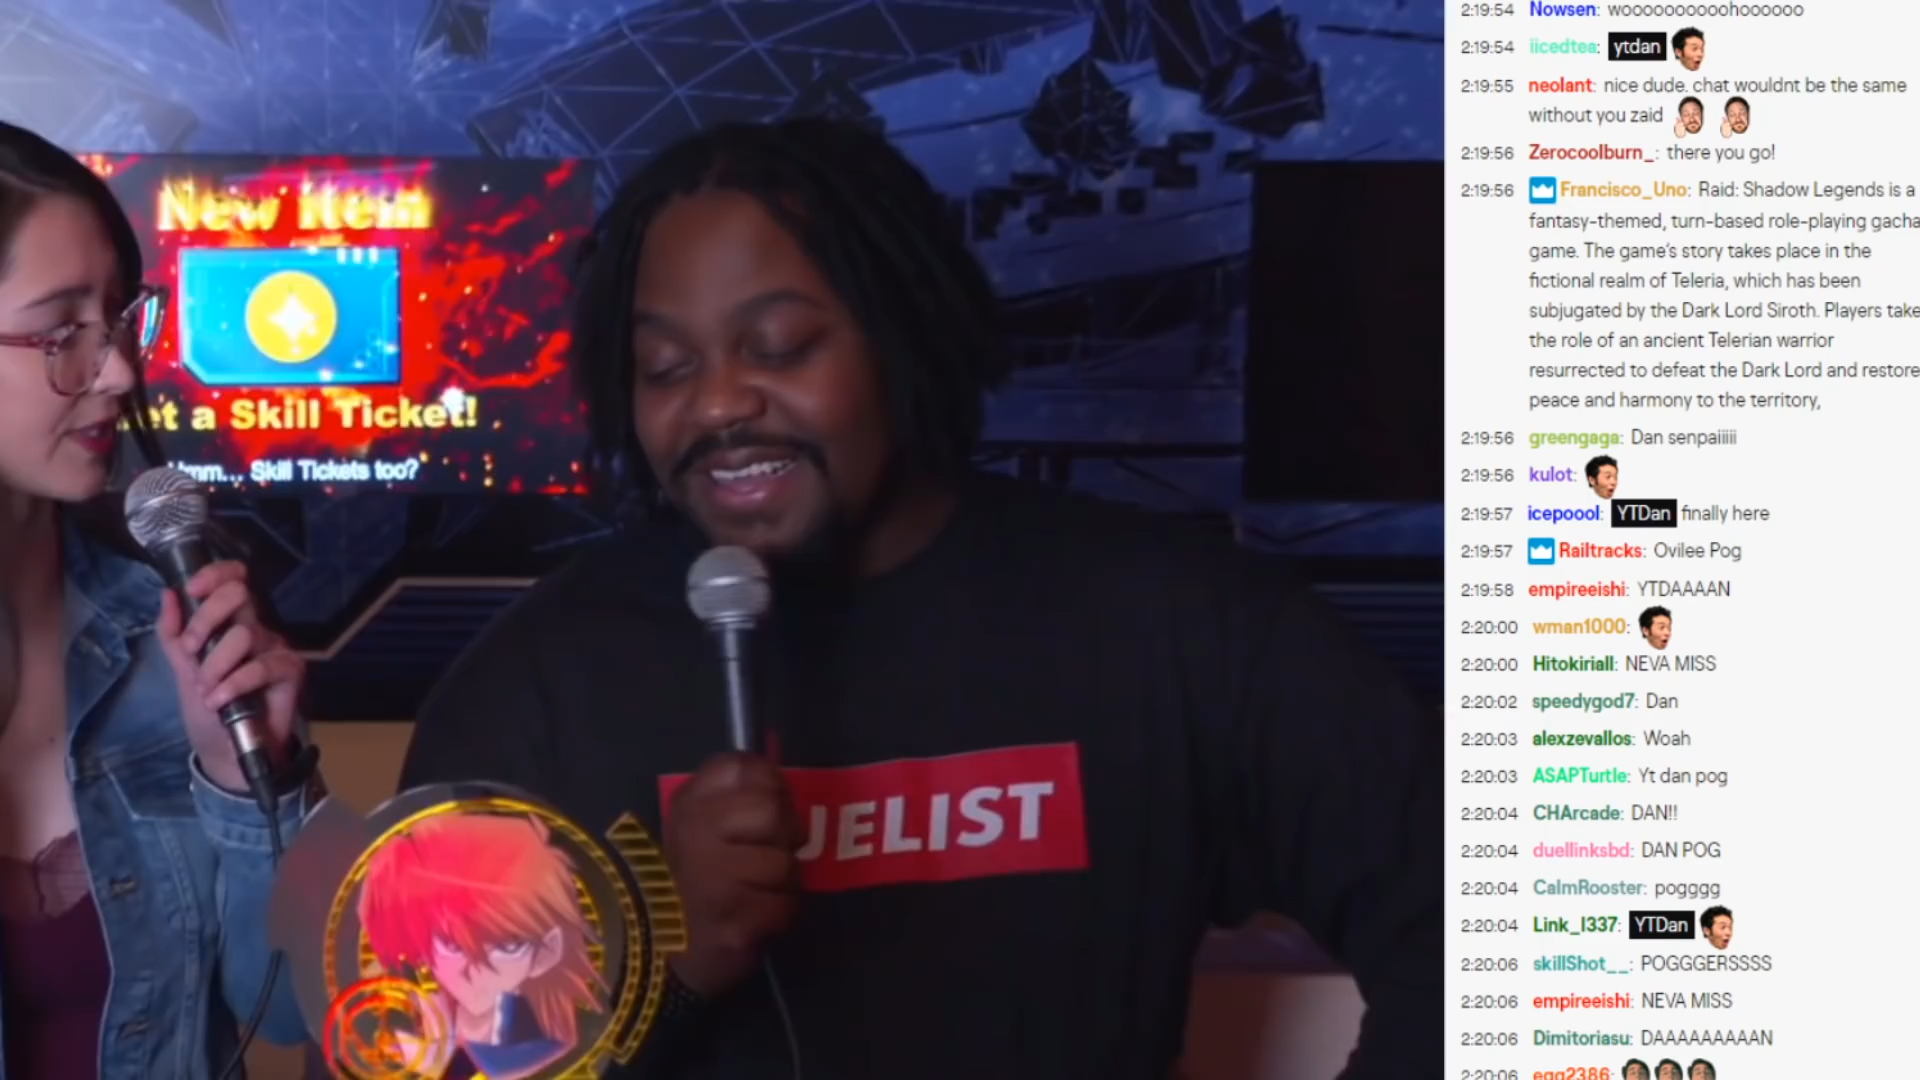 New Item
et a Skill Ticket!
Hmm... Skill Tickets too?
UELIST
2:19:54 Nowsen: woooooooooohoooooo
2:19:54 iicedtea: ytdan
2:19:55 neolant: nice dude. chat wouldnt be the same
without you zaid
2:19:56 Zerocoolburn_: there you go!
2:19:56 Francisco_Uno: Raid: Shadow Legends is a
fantasy-themed, turn-based role-playing gacha
game. The game's story takes place in the
fictional realm of Teleria, which has been
subjugated by the Dark Lord Siroth. Players take
the role of an ancient Telerian warrior
resurrected to defeat the Dark Lord and restore
peace and harmony to the territory,
2:19:56 greengaga: Dan senpaiiiii
2:19:56 kulot:
2:19:57 icepoool: YTDan finally here
2:19:57 Railtracks: Ovilee Pog
2:19:58 empireeishi: YTDAAAAN
2:20:00 wman1000:
2:20:00 Hitokiriall: NEVA MISS
2:20:02 speedygod7: Dan
2:20:03 alexzevallos: Woah
2:20:03 ASAPTurtle: Yt dan pog
2:20:04 CHArcade: DAN!!
2:20:04 duellinksbd: DAN POG
2:20:04 CalmRooster: pogggg
2:20:04 Link_l337: YTDan
2:20:06 skillShot__: POGGGERSSSS
2:20:06 empireeishi: NEVA MISS
2:20:06 Dimitoriasu: DAAAAAAAAAN
2:20:06 egg2386: